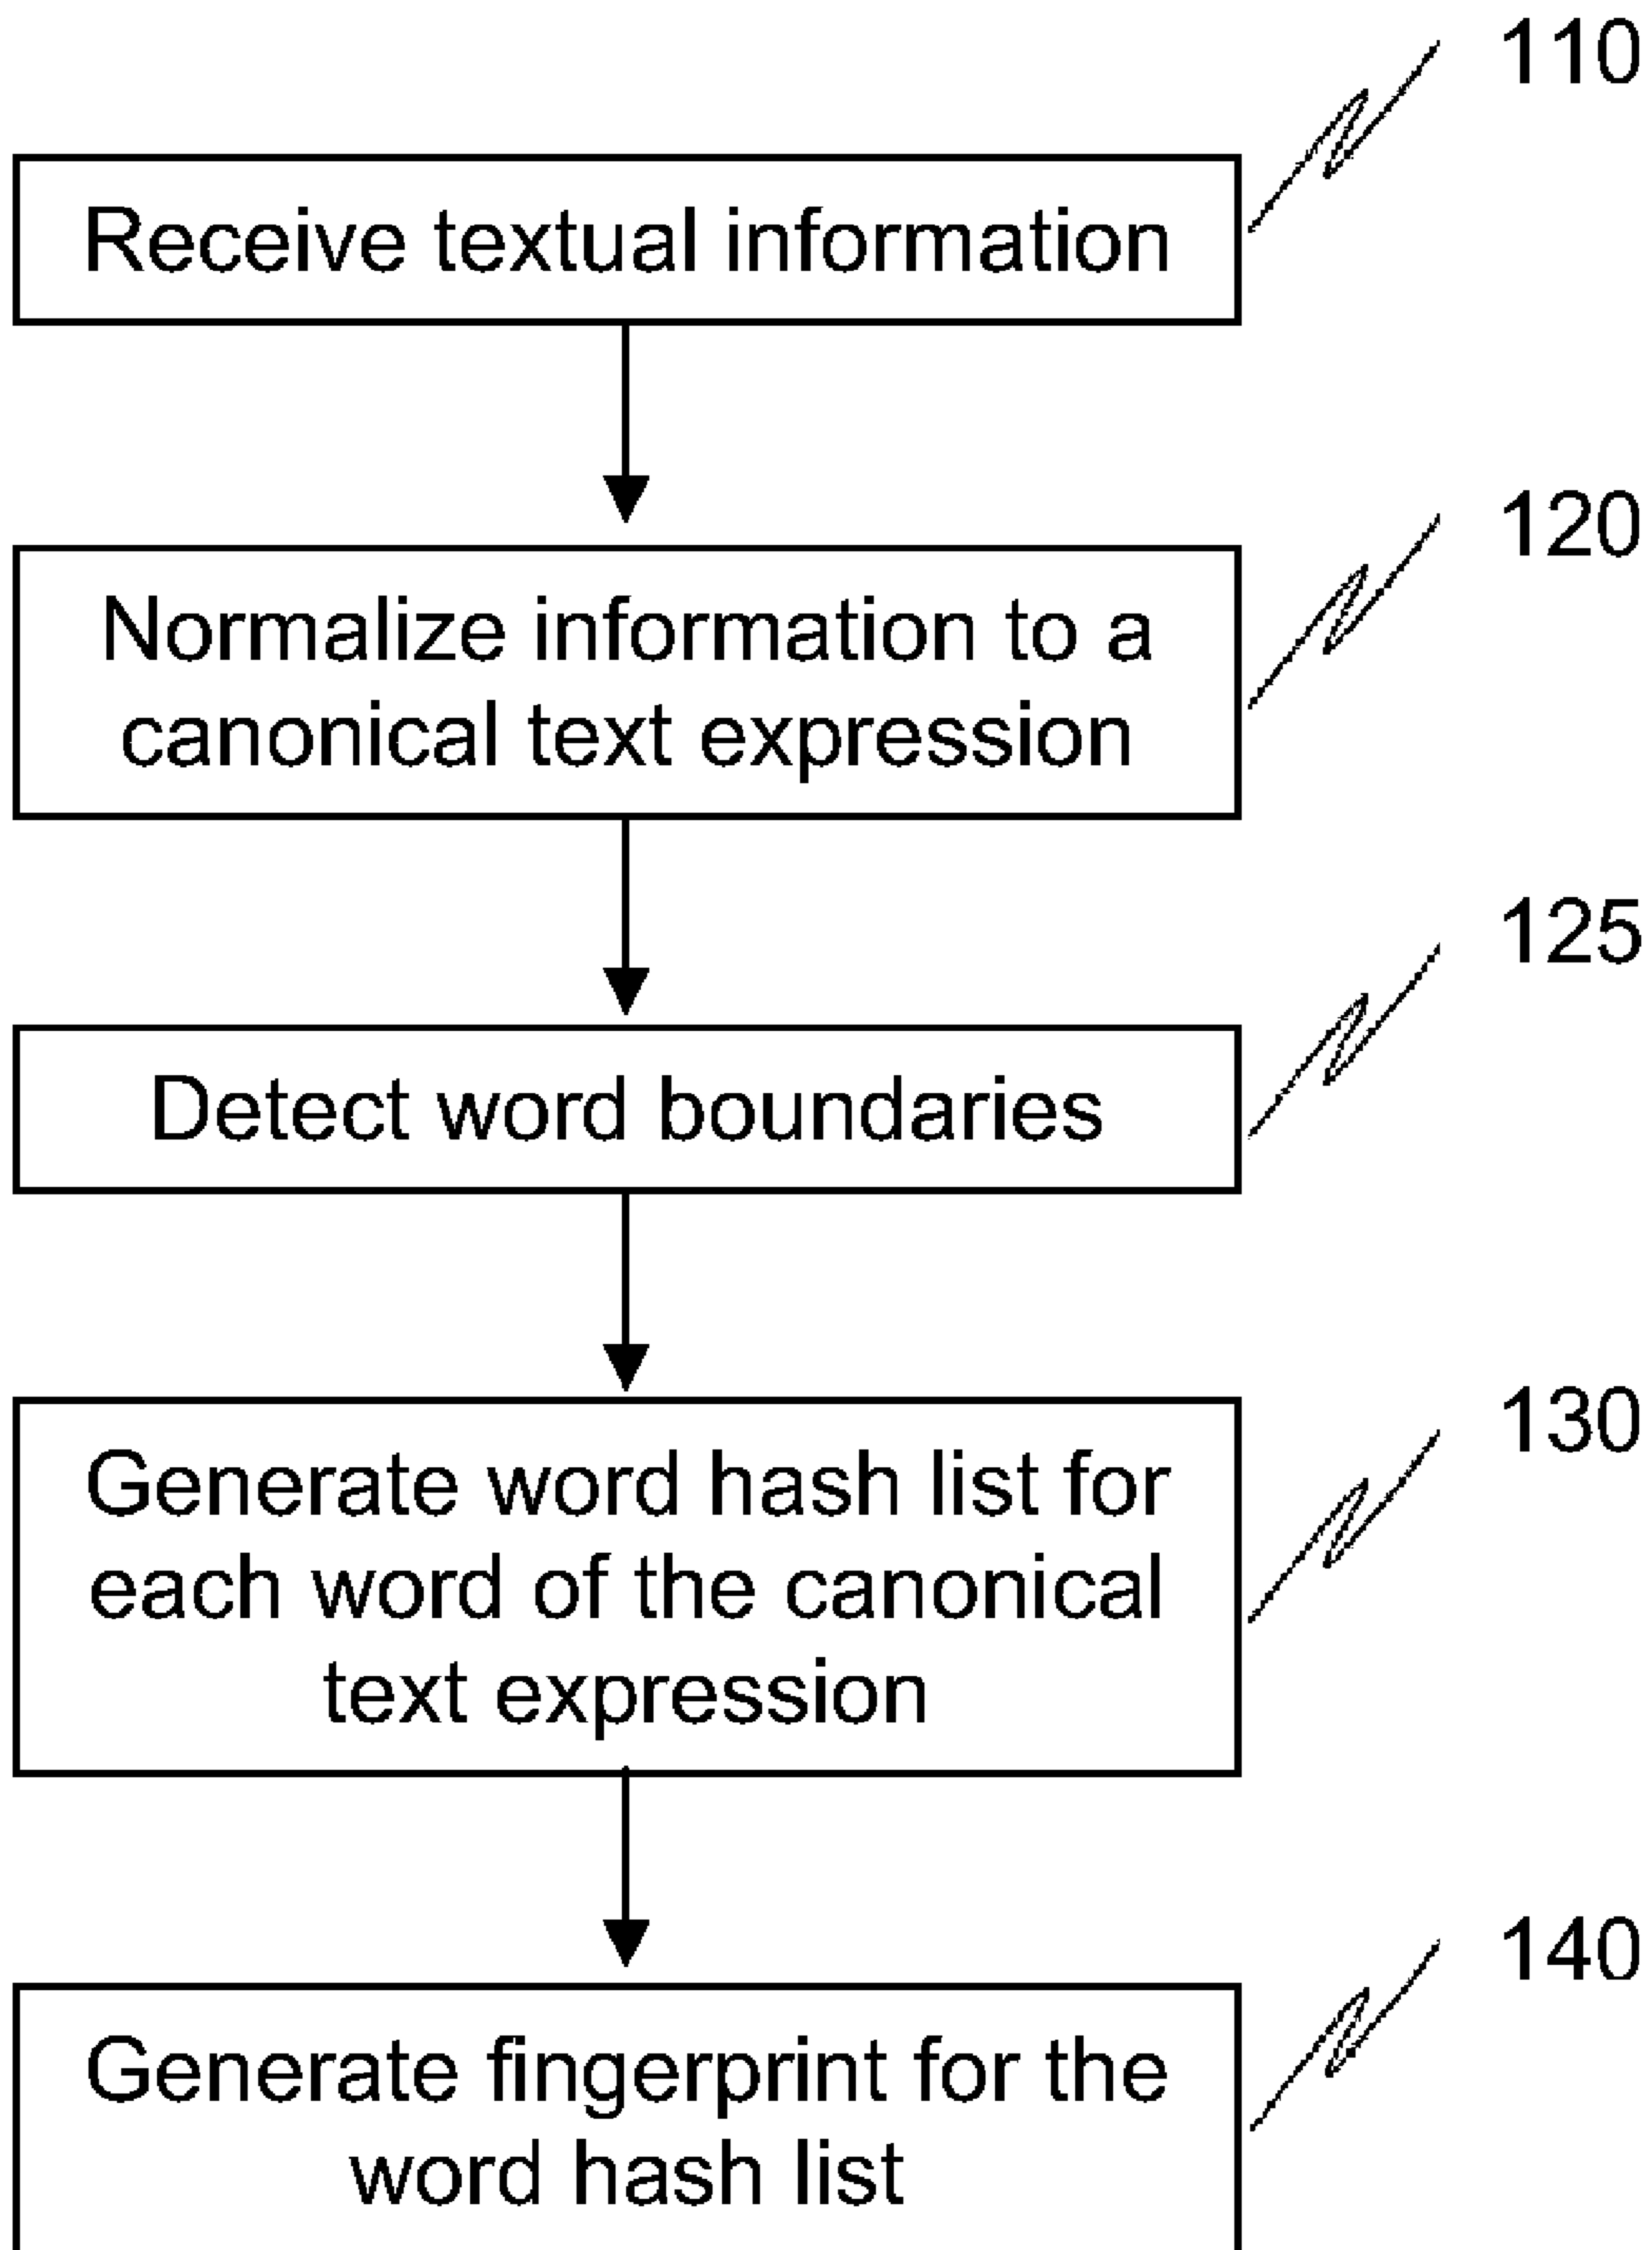 110
Receive textual information
120
Normalize information to a
canonical text expression
125
Detect word boundaries
130
Generate word hash list for
each word of the canonical
text expression
140
Generate fingerprint for the
word hash list